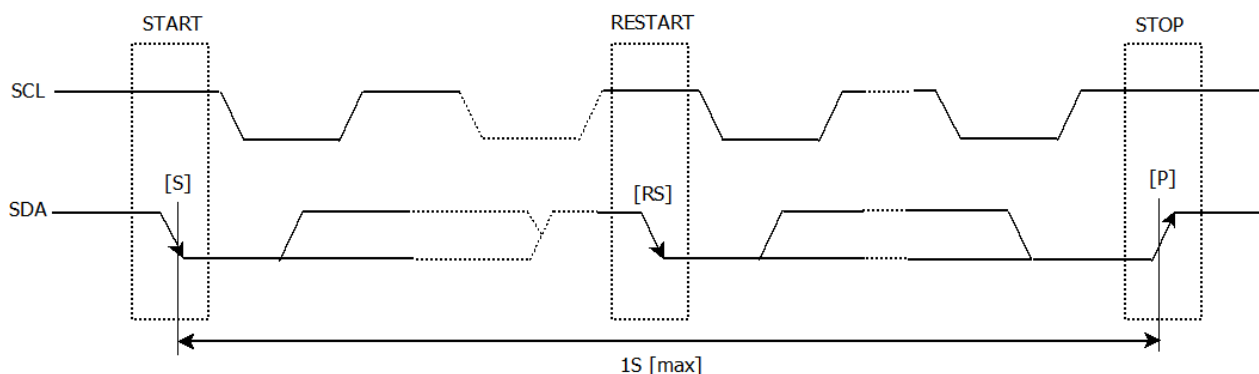 START
RESTART
STOP
SCL
[S]
[RS]
[P]
SDA
1S [max]